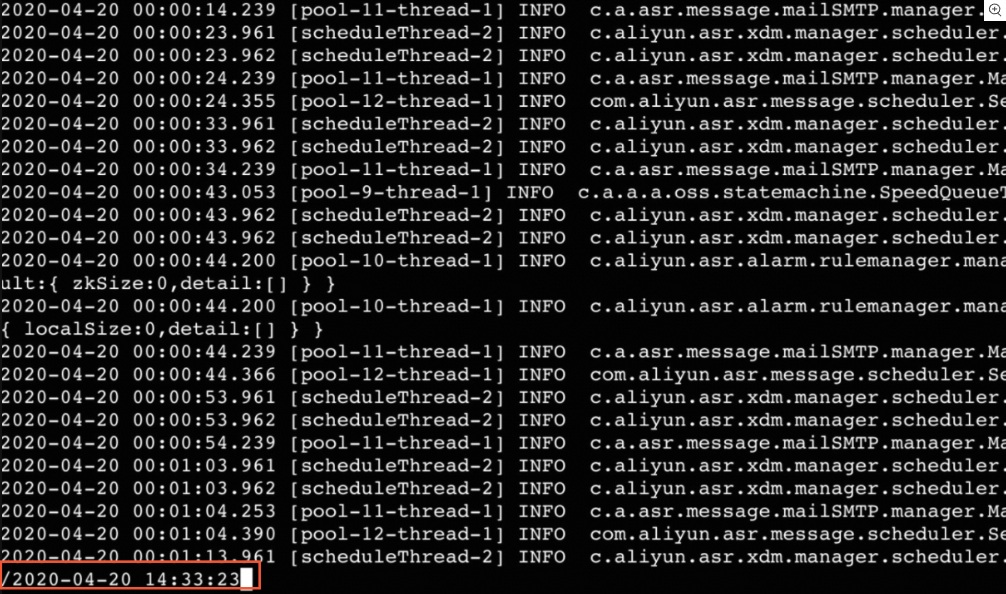 2020-04-20 00:00:14.239 [pool-11-thread-1] INFO  c.a.asr.message.mailSMTP.manager.
2020-04-20 00:00:23.961 [scheduleThread-2] INFO  c.aliyun.asr.xdm.manager.scheduler.
2020-04-20 00:00:23.962 [scheduleThread-2] INFO  c.aliyun.asr.xdm.manager.scheduler.
2020-04-20 00:00:24.239 [pool-11-thread-1] INFO  c.a.asr.message.mailSMTP.manager.Ma
2020-04-20 00:00:24.355 [pool-12-thread-1] INFO  com.aliyun.asr.message.scheduler.Se
2020-04-20 00:00:33.961 [scheduleThread-2] INFO  c.aliyun.asr.xdm.manager.scheduler.
2020-04-20 00:00:33.962 [scheduleThread-2] INFO  c.aliyun.asr.xdm.manager.scheduler.
2020-04-20 00:00:34.239 [pool-11-thread-1] INFO  c.a.asr.message.mailSMTP.manager.Ma
2020-04-20 00:00:43.053 [pool-9-thread-1] INFO  c.a.a.a.oss.statemachine.SpeedQueueT
2020-04-20 00:00:43.962 [scheduleThread-2] INFO  c.aliyun.asr.xdm.manager.scheduler.
2020-04-20 00:00:43.962 [scheduleThread-2] INFO  c.aliyun.asr.xdm.manager.scheduler.
2020-04-20 00:00:44.200 [pool-10-thread-1] INFO  c.aliyun.asr.alarm.rulemanager.mana
ult:{ zkSize:0,detail:[] } }
2020-04-20 00:00:44.200 [pool-10-thread-1] INFO  c.aliyun.asr.alarm.rulemanager.man
{ localSize:0,detail:[] } }
2020-04-20 00:00:44.239 [pool-11-thread-1] INFO  c.a.asr.message.mailSMTP.manager.Ma
2020-04-20 00:00:44.366 [pool-12-thread-1] INFO  com.aliyun.asr.message.scheduler.Se
2020-04-20 00:00:53.961 [scheduleThread-2] INFO  c.aliyun.asr.xdm.manager.scheduler.
2020-04-20 00:00:53.962 [scheduleThread-2] INFO  c.aliyun.asr.xdm.manager.scheduler.
2020-04-20 00:00:54.239 [pool-11-thread-1] INFO  c.a.asr.message.mailSMTP.manager.Ma
2020-04-20 00:01:03.961 [scheduleThread-2] INFO  c.aliyun.asr.xdm.manager.scheduler.
2020-04-20 00:01:03.962 [scheduleThread-2] INFO  c.aliyun.asr.xdm.manager.scheduler.
2020-04-20 00:01:04.253 [pool-11-thread-1] INFO  c.a.asr.message.mailSMTP.manager.Ma
2020-04-20 00:01:04.390 [pool-12-thread-1] INFO  com.aliyun.asr.message.scheduler.Se
2020-04-20 00:01:13.961 [scheduleThread-2] INFO  c.aliyun.asr.xdm.manager.scheduler.
/2020-04-20 14:33:23